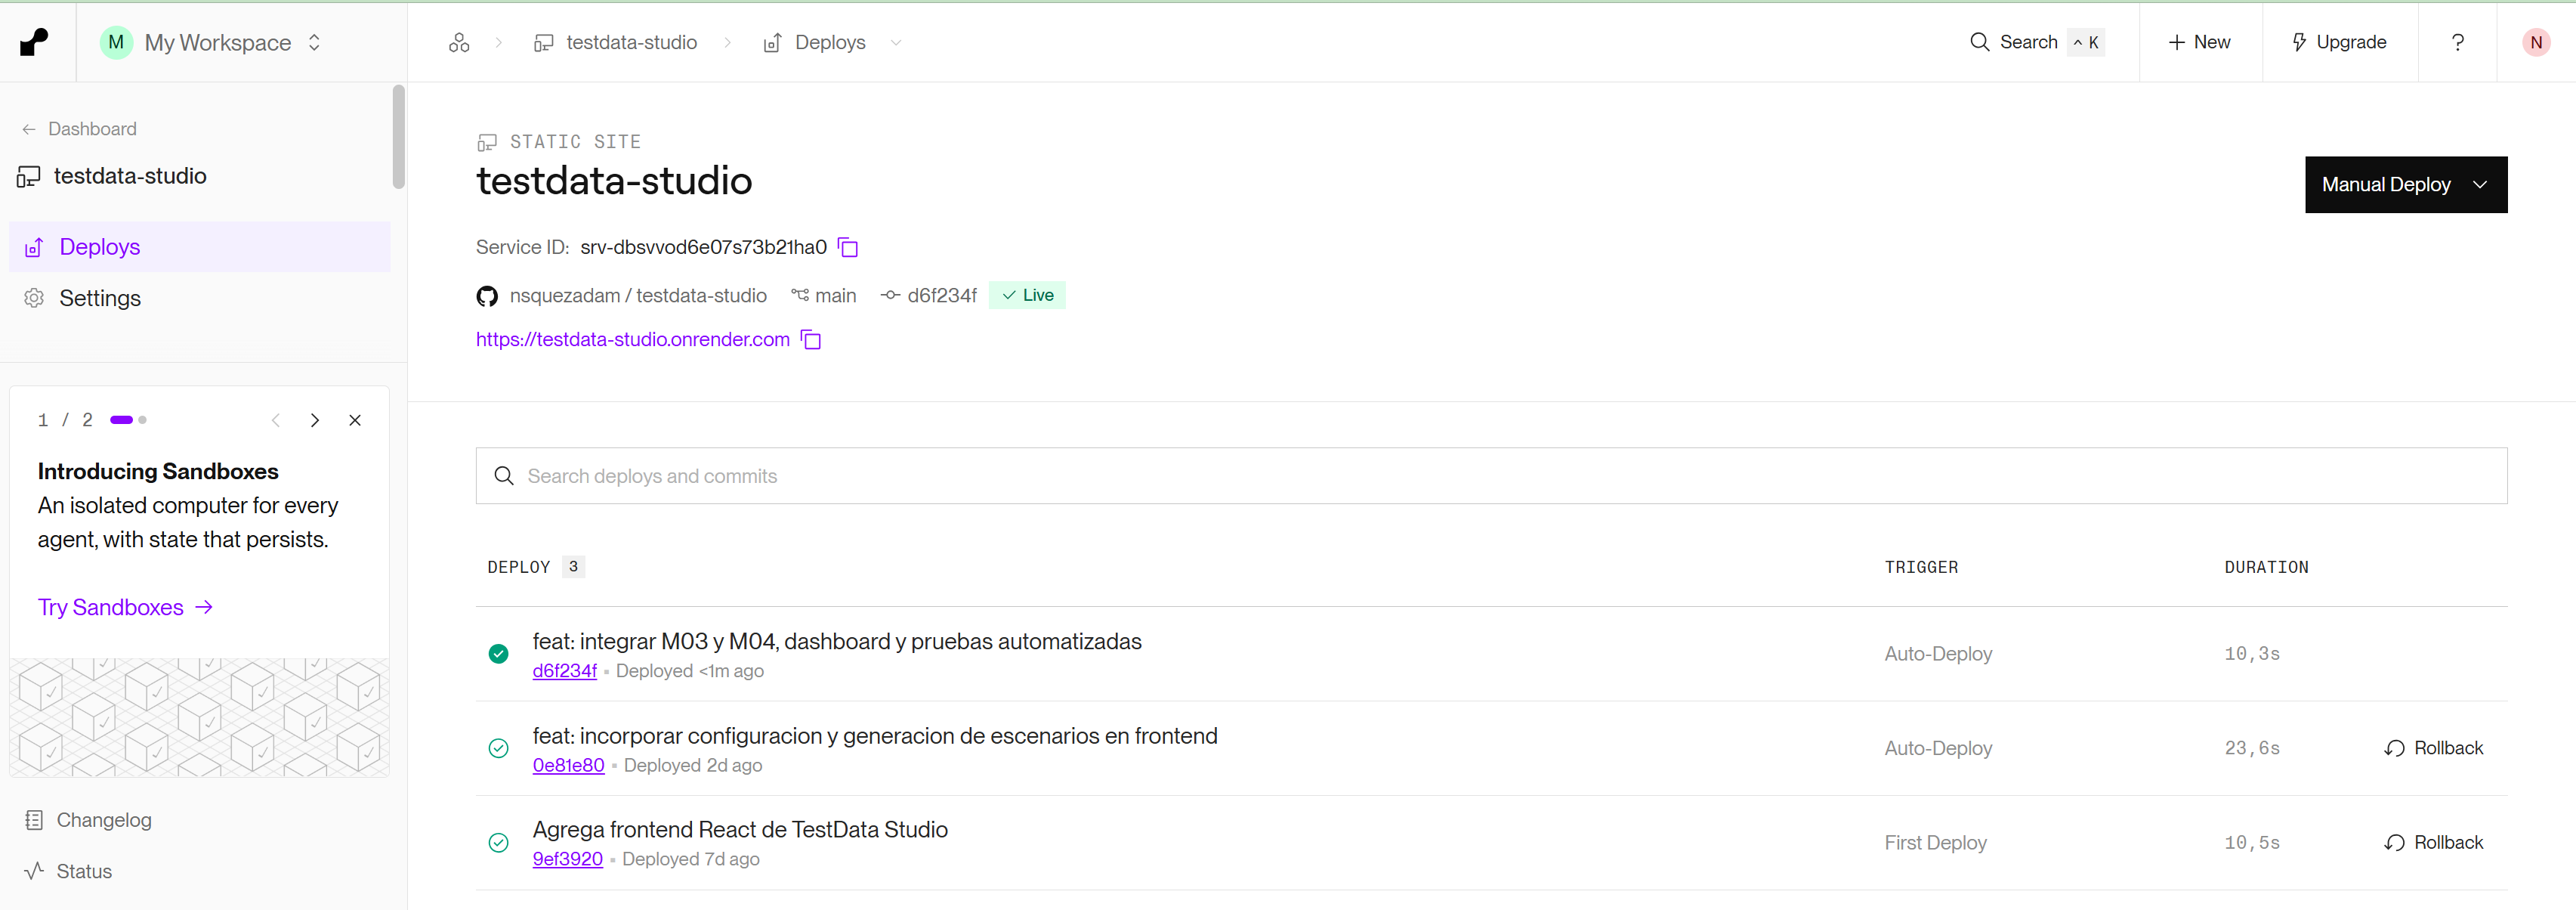 M My Workspace
testdata-studio
Deploys
Search ^ K
+ New
Upgrade
?
N
Dashboard
testdata-studio
Deploys
Settings
1 / 2
Introducing Sandboxes
An isolated computer for every
agent, with state that persists.
Try Sandboxes →
Changelog
Status
STATIC SITE
testdata-studio
Manual Deploy
Service ID: srv-dbsvvod6e07s73b21ha0
nsquezadam / testdata-studio main d6f234f Live
https://testdata-studio.onrender.com
Search deploys and commits
DEPLOY 3 TRIGGER DURATION
feat: integrar M03 y M04, dashboard y pruebas automatizadas
d6f234f Deployed <1m ago
Auto-Deploy
10,3s
feat: incorporar configuracion y generacion de escenarios en frontend
0e81e80 Deployed 2d ago
Auto-Deploy
23,6s
Rollback
Agrega frontend React de TestData Studio
9ef3920 Deployed 7d ago
First Deploy
10,5s
Rollback